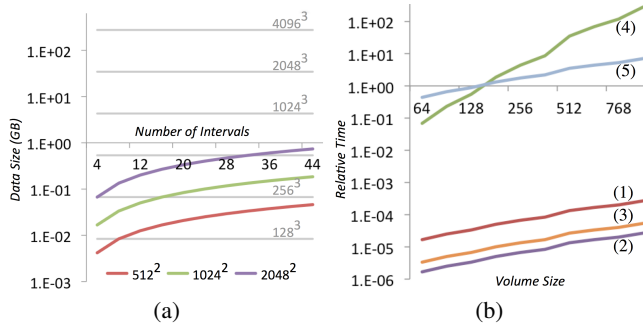 1.E+02
1.E+01
1.E+00
1.E-01
1.E-02
1.E-03
Data Size (GB)
4096³
2048³
1024³
Number of Intervals
4 12 20 28 36 44
256³
128³
512² 1024² 2048²
(a)
1.E+02
1.E+01
1.E+00
1.E-01
1.E-02
1.E-03
1.E-04
1.E-05
1.E-06
Relative Time
64 128 256 512 768
(4)
(5)
(1)
(3)
(2)
Volume Size
(b)